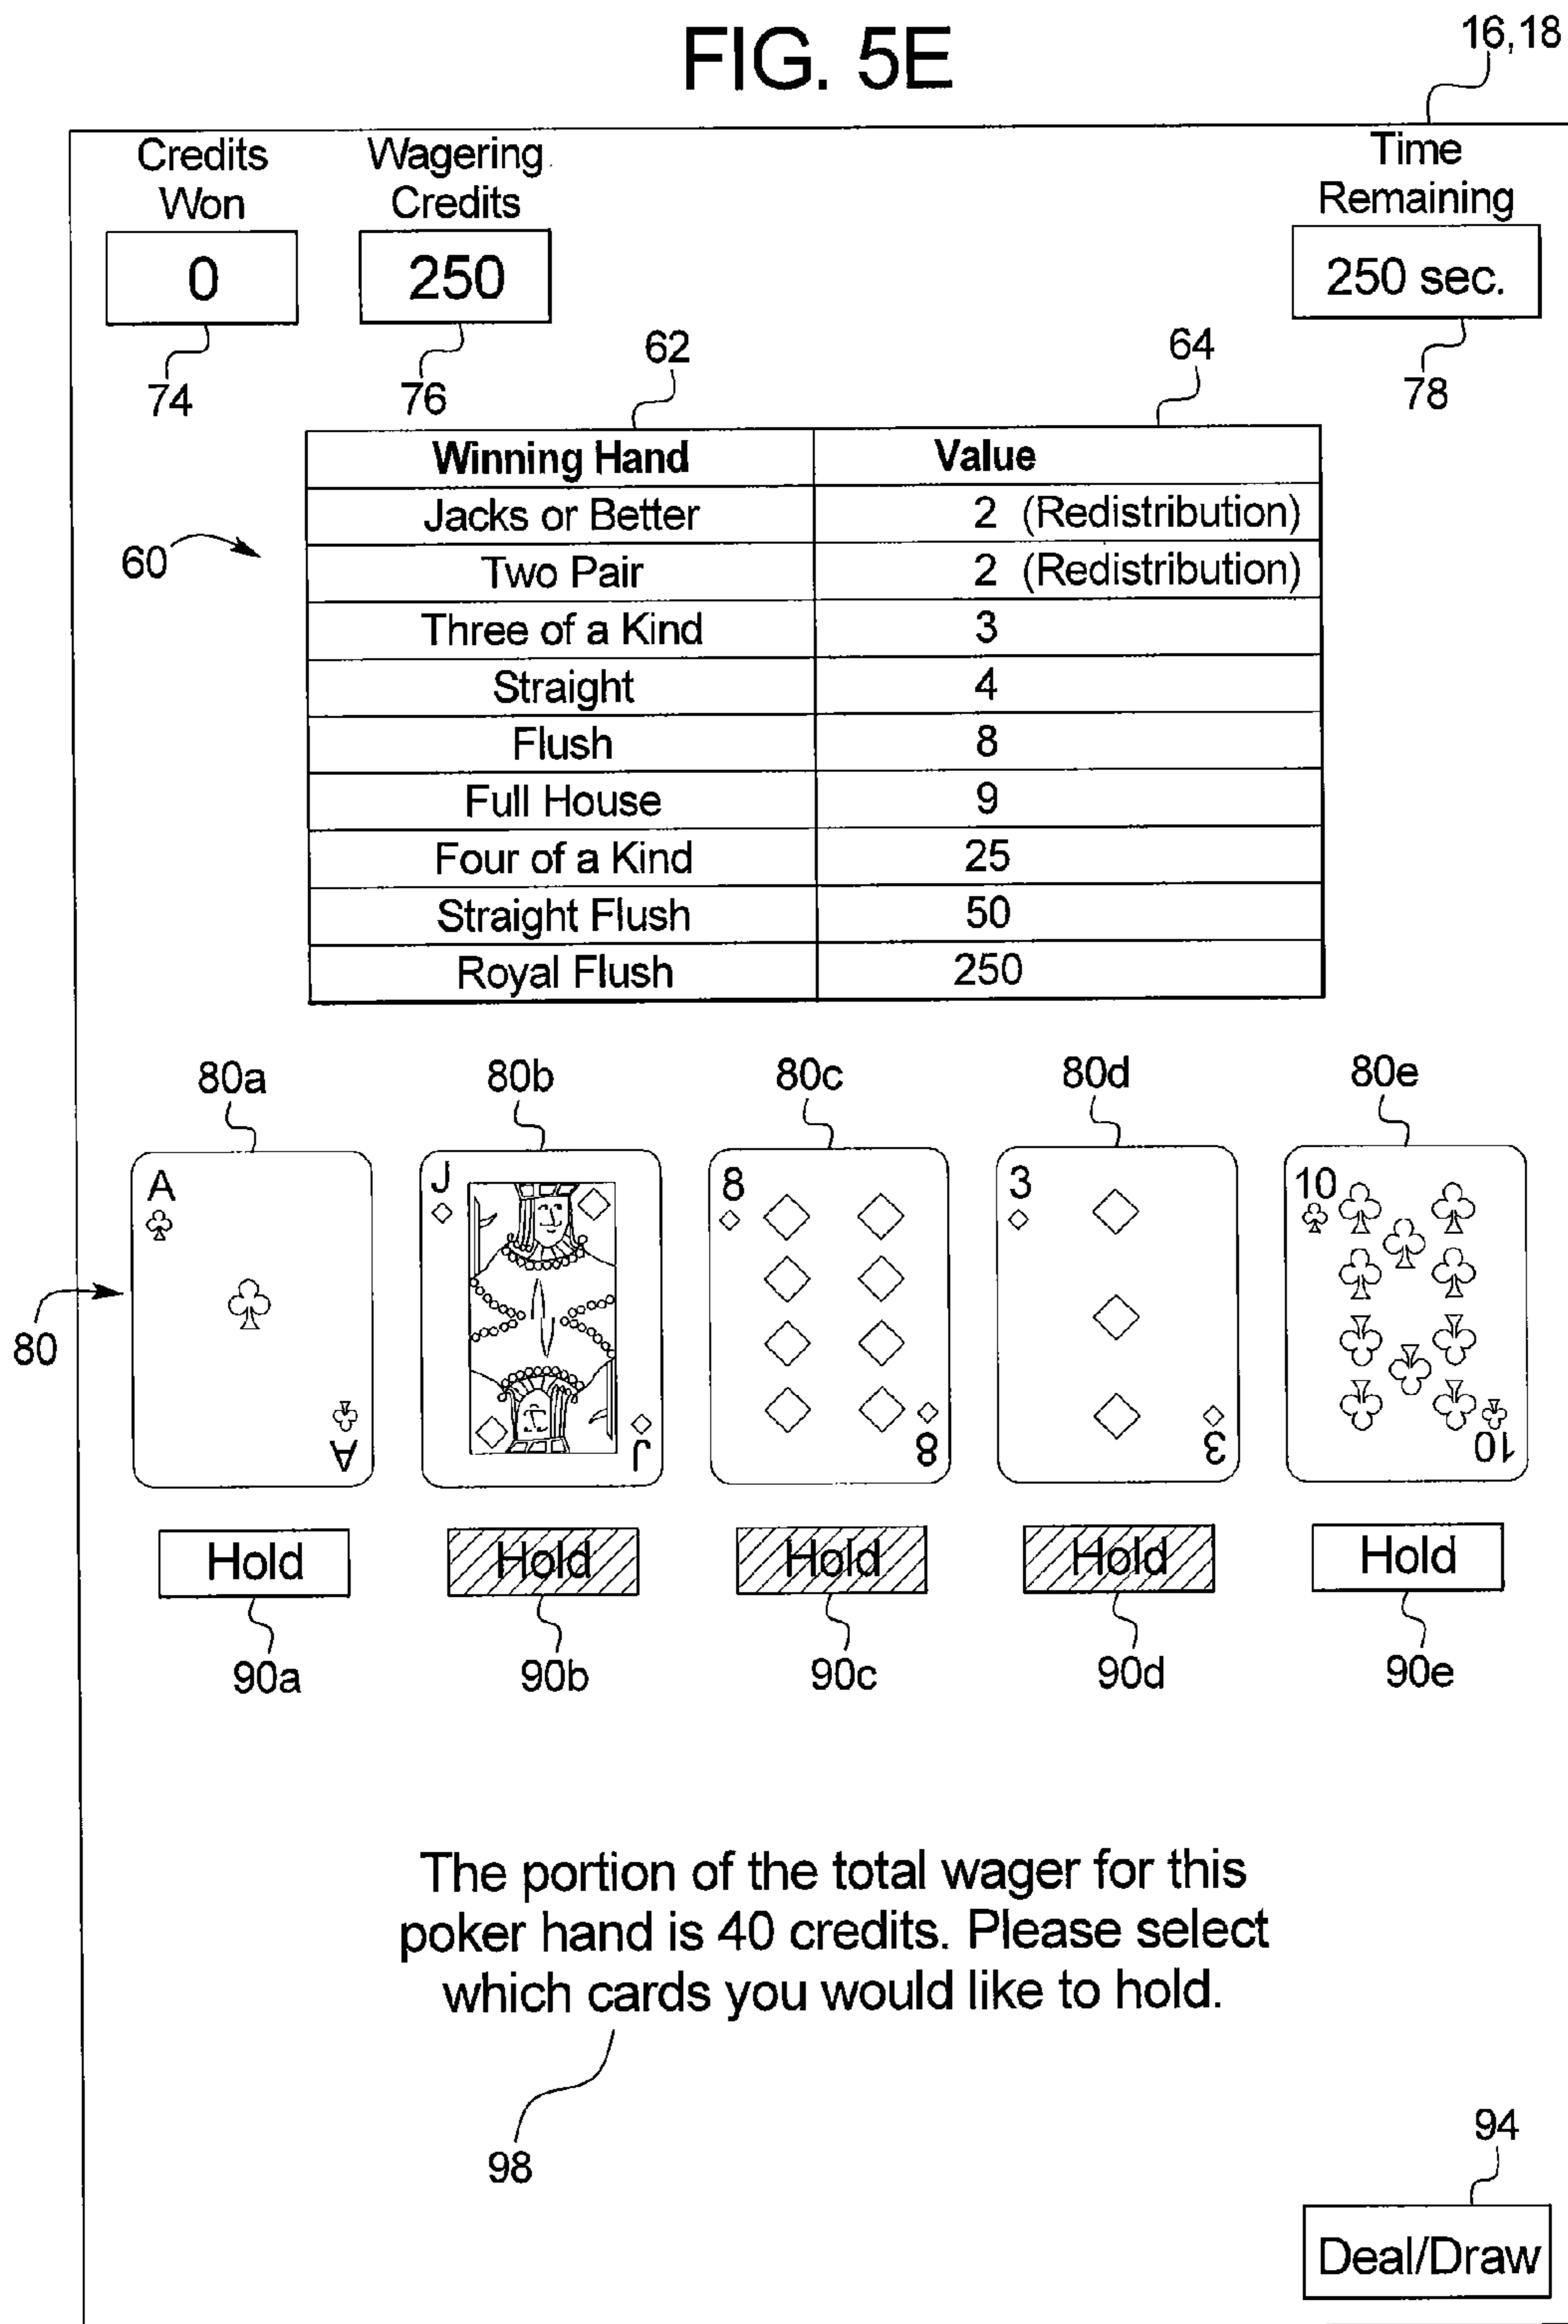 FIG. 5E
16,18
Credits Won
Wagering Credits
Time Remaining
0
250
250 sec.
74
76
62
64
78
Winning Hand Value
Jacks or Better 2 (Redistribution)
60
Two Pair 2 (Redistribution)
Three of a Kind 3
Straight 4
Flush 8
Full House 9
Four of a Kind 25
Straight Flush 50
Royal Flush 250
80a 80b 80c 80d 80e
A J 8 3 10
80
A J 8 3 10
Hold Hold Hold Hold Hold
90a 90b 90c 90d 90e
The portion of the total wager for this
poker hand is 40 credits. Please select
which cards you would like to hold.
98
94
Deal/Draw